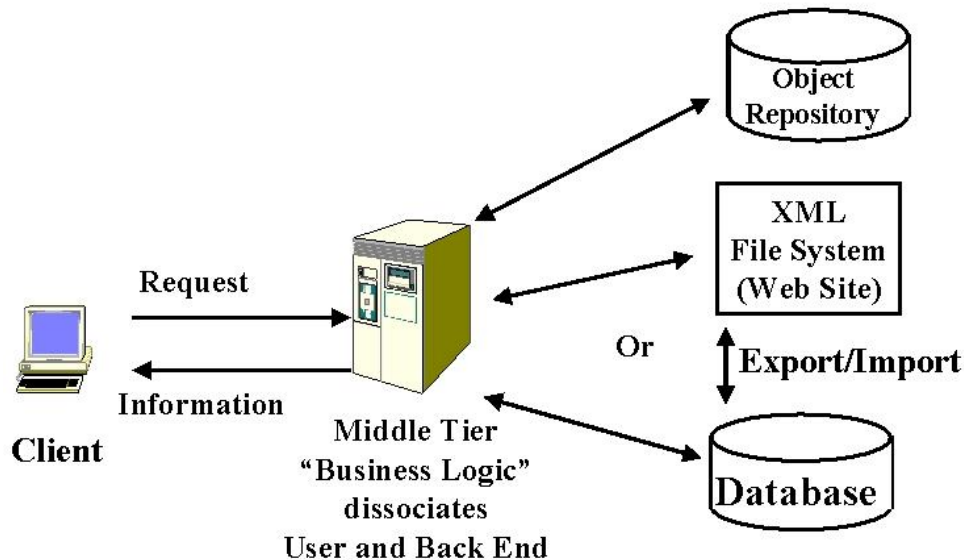 Object
Repository
XML
File System
(Web Site)
Request
Or
Export/Import
Information
Client
Middle Tier
“Business Logic”
dissociates
User and Back End
Database